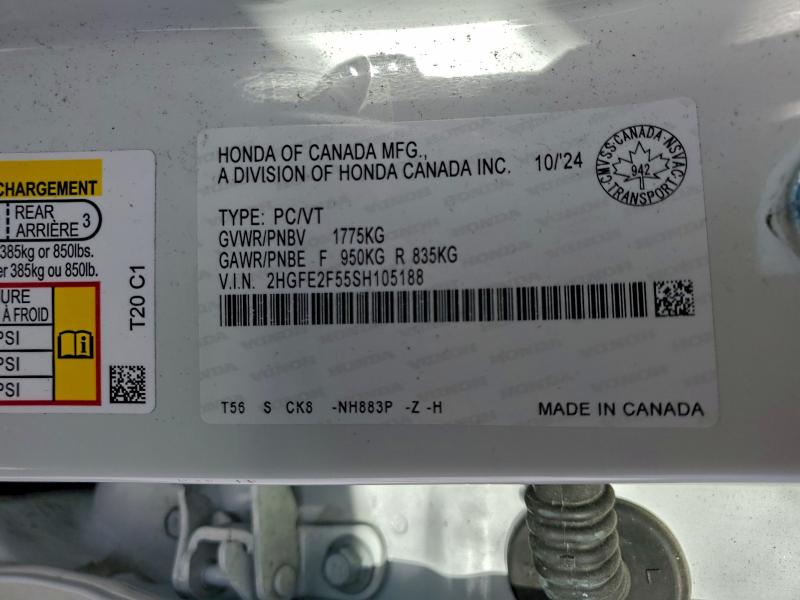 CHARGEMENT
REAR
ARRIÈRE 3
385kg or 850lbs.
385kg ou 850lb.
À FROID
PSI
PSI
PSI
T20 C1
HONDA OF CANADA MFG.,
A DIVISION OF HONDA CANADA INC. 10/'24
CMVSS · CANADA · NSVAC
942
TRANSPORT
TYPE: PC/VT
GVWR/PNBV 1775KG
GAWR/PNBE F 950KG R 835KG
V.I.N. 2HGFE2F55SH105188
T56 S CK8 -NH883P -Z -H
MADE IN CANADA
L